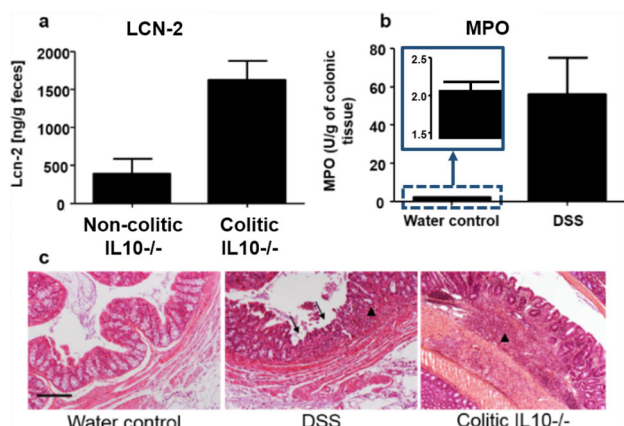 a
LCN-2
Lcn-2 [ng/g feces]
2000
1500
1000
500
0
Non-colitic
IL10-/-
Colitic
IL10-/-
b
MPO
MPO (U/g of colonic
tissue)
80
60
40
20
0
2.5
2.0
1.5
Water control
DSS
c
Water control
DSS
Colitic IL10-/-